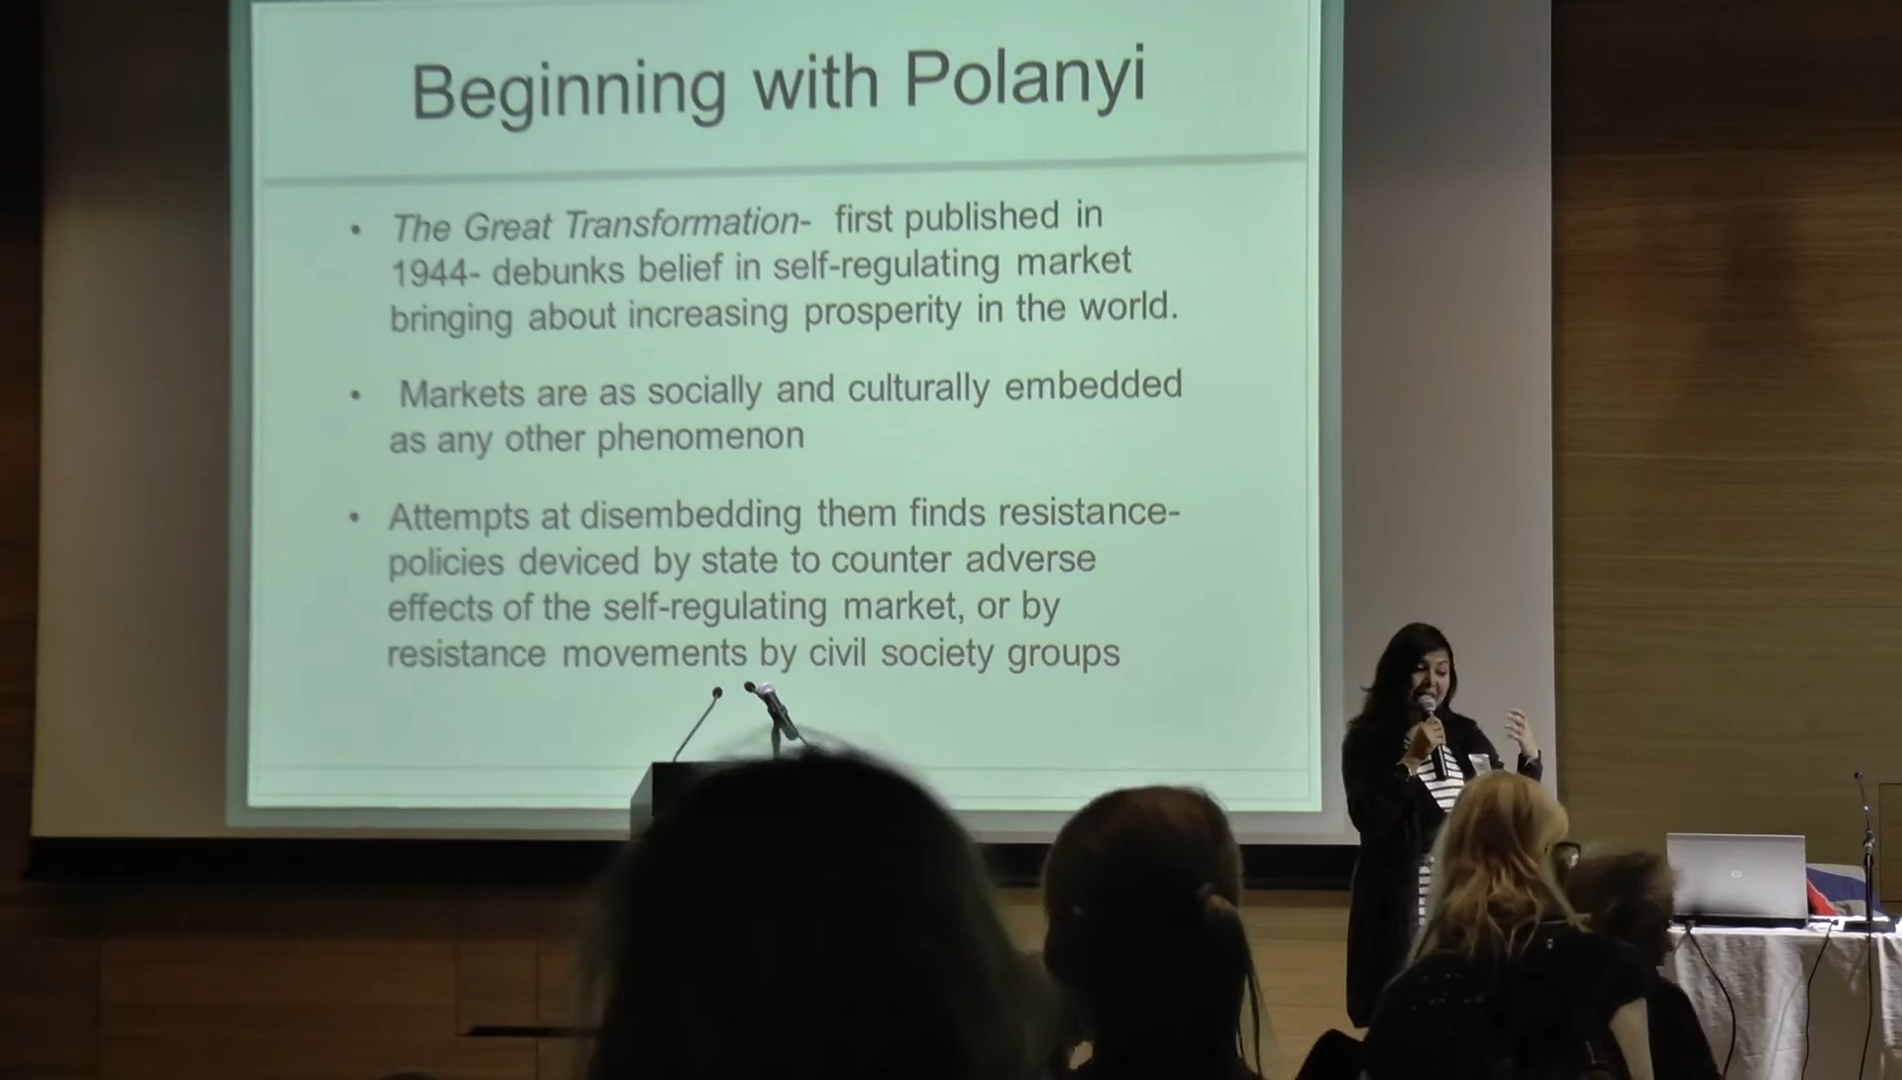 Beginning with Polanyi
• The Great Transformation- first published in
1944- debunks belief in self-regulating market
bringing about increasing prosperity in the world.
• Markets are as socially and culturally embedded
as any other phenomenon
• Attempts at disembedding them finds resistance-
policies deviced by state to counter adverse
effects of the self-regulating market, or by
resistance movements by civil society groups